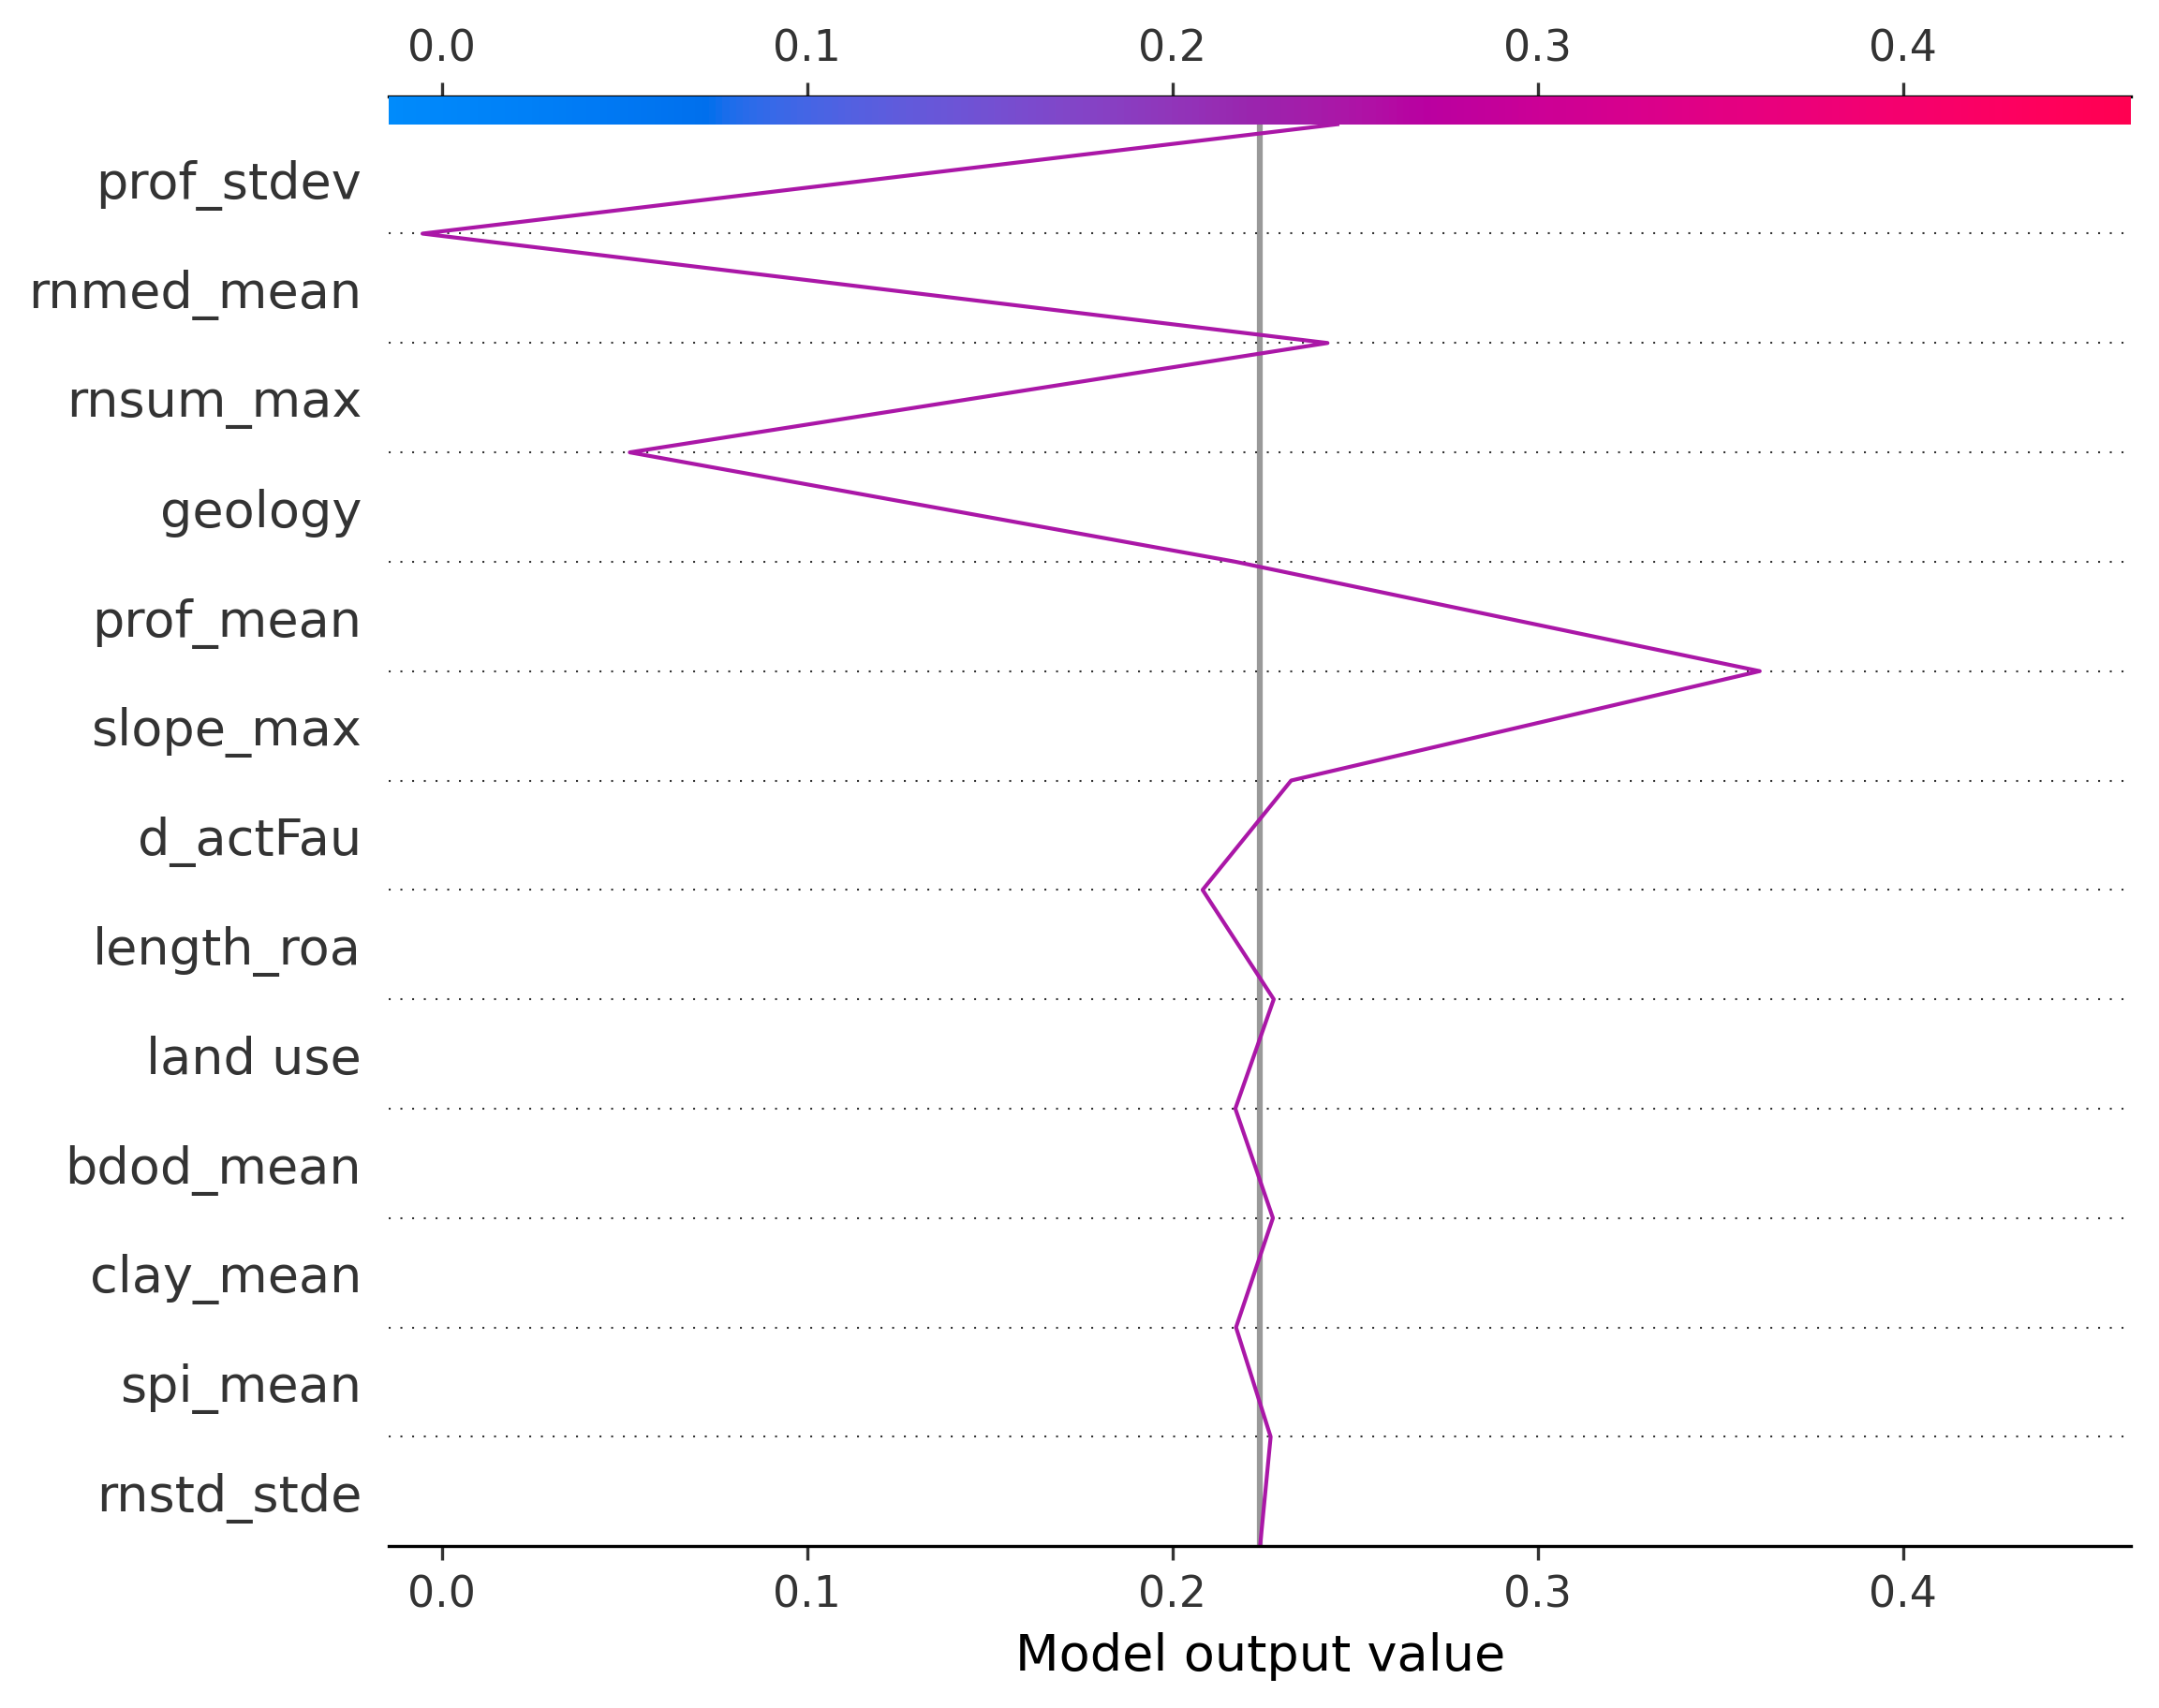 0.0 0.1 0.2 0.3 0.4
prof_stdev
rnmed_mean
rnsum_max
geology
prof_mean
slope_max
d_actFau
length_roa
land use
bdod_mean
clay_mean
spi_mean
rnstd_stde
0.0 0.1 0.2 0.3 0.4
Model output value